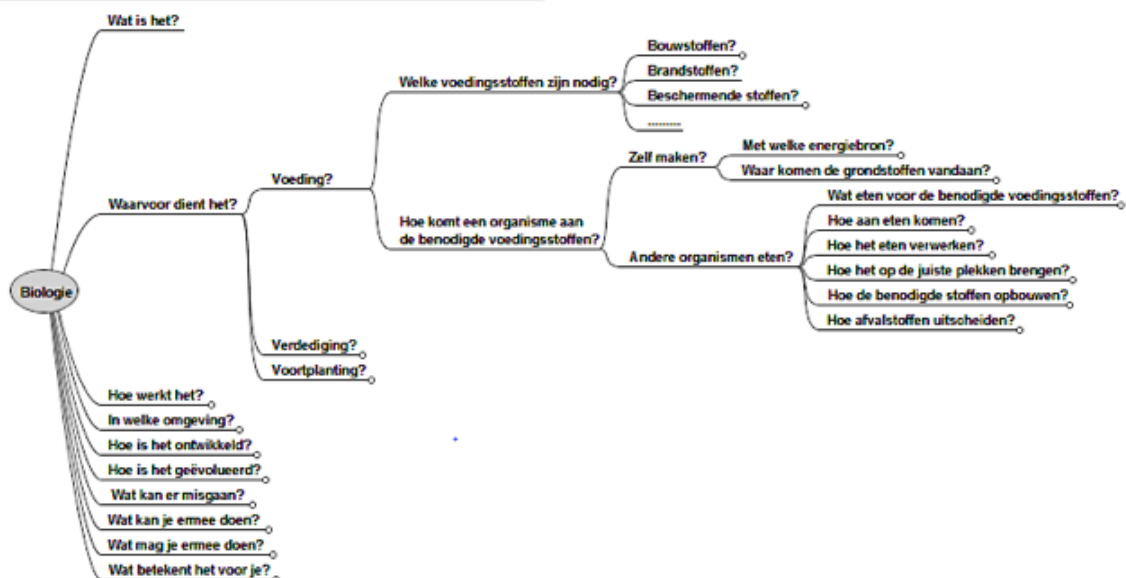 Wat is het?
Bouwstoffen?
Welke voedingsstoffen zijn nodig?
Brandstoffen?
Beschermende stoffen?
.........
Zelf maken?
Met welke energiebron?
Waar komen de grondstoffen vandaan?
Voeding?
Waarvoor dient het?
Hoe komt een organisme aan
de benodigde voedingsstoffen?
Andere organismen eten?
Wat eten voor de benodigde voedingsstoffen?
Hoe aan eten komen?
Hoe het eten verwerken?
Hoe het op de juiste plekken brengen?
Hoe de benodigde stoffen opbouwen?
Hoe afvalstoffen uitscheiden?
Biologie
Verdediging?
Voortplanting?
Hoe werkt het?
In welke omgeving?
Hoe is het ontwikkeld?
Hoe is het geëvolueerd?
Wat kan er misgaan?
Wat kan je ermee doen?
Wat mag je ermee doen?
Wat betekent het voor je?